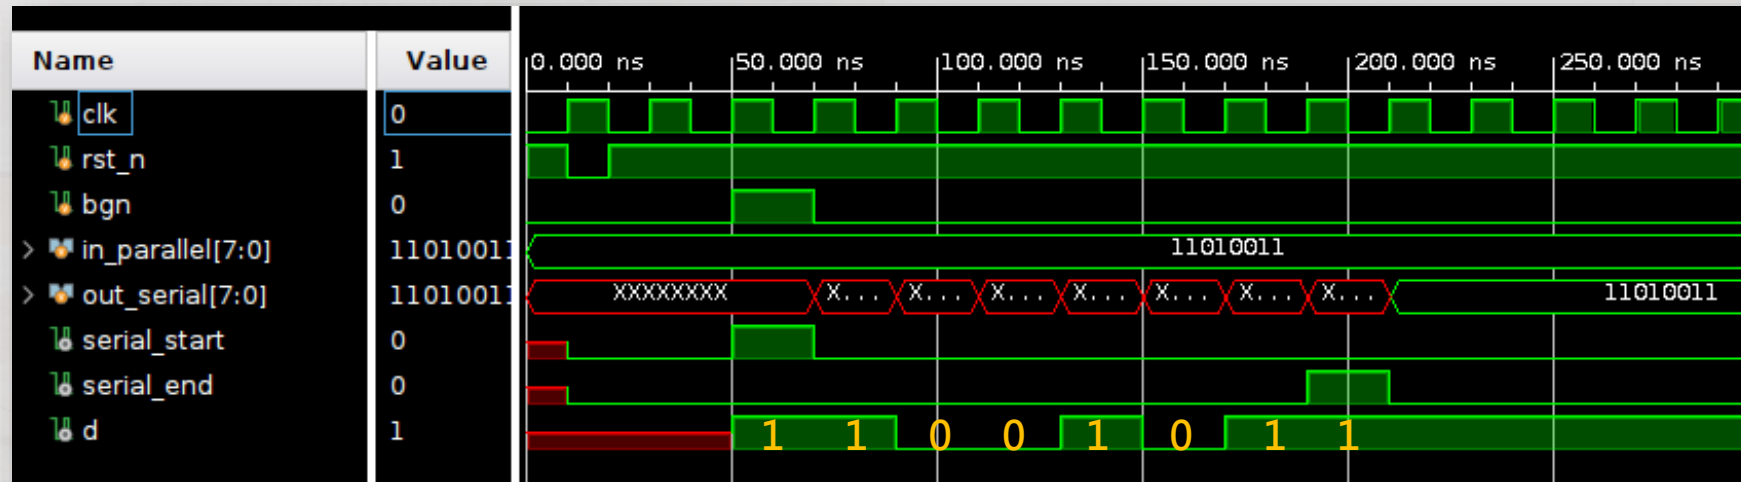 Name Value 0.000 ns 50.000 ns 100.000 ns 150.000 ns 200.000 ns 250.000 ns
clk 0
rst_n 1
bgn 0
in_parallel[7:0] 11010011 11010011
out_serial[7:0] 11010011 XXXXXXXX X... X... X... X... X... X... X... 11010011
serial_start 0
serial_end 0
d 1 1 1 0 0 1 0 1 1